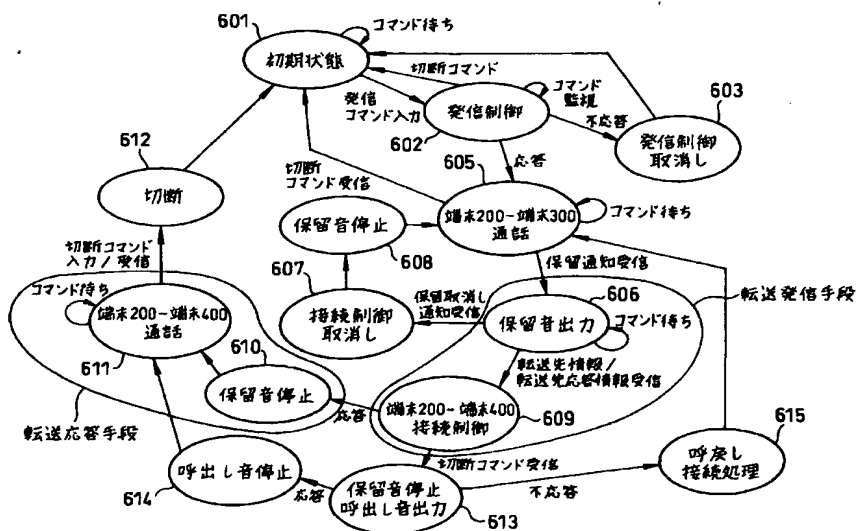 601
コマンド待ち
初期状態
切断コマンド
発信
コマンド入力
コマンド
監視
発信制御
602
603
不応答
発信制御
取消し
612
切断
切断
コマンド受信
605
応答
端末200-端末300
通話
コマンド待ち
保留音停止
608
切断コマンド
入力/受信
607
保留通知受信
コマンド待ち
端末200-端末400
通話
611
接続制御
取消し
保留取消し
通知受信
606
保留音出力
コマンド待ち
転送発信手段
610
保留音停止
転送先情報/
転送先応答情報受信
転送応答手段
応答
端末200-端末400
接続制御
609
615
呼戻し
接続処理
切断コマンド受信
呼出し音停止
614
応答
保留音停止
呼出し音出力
613
不応答